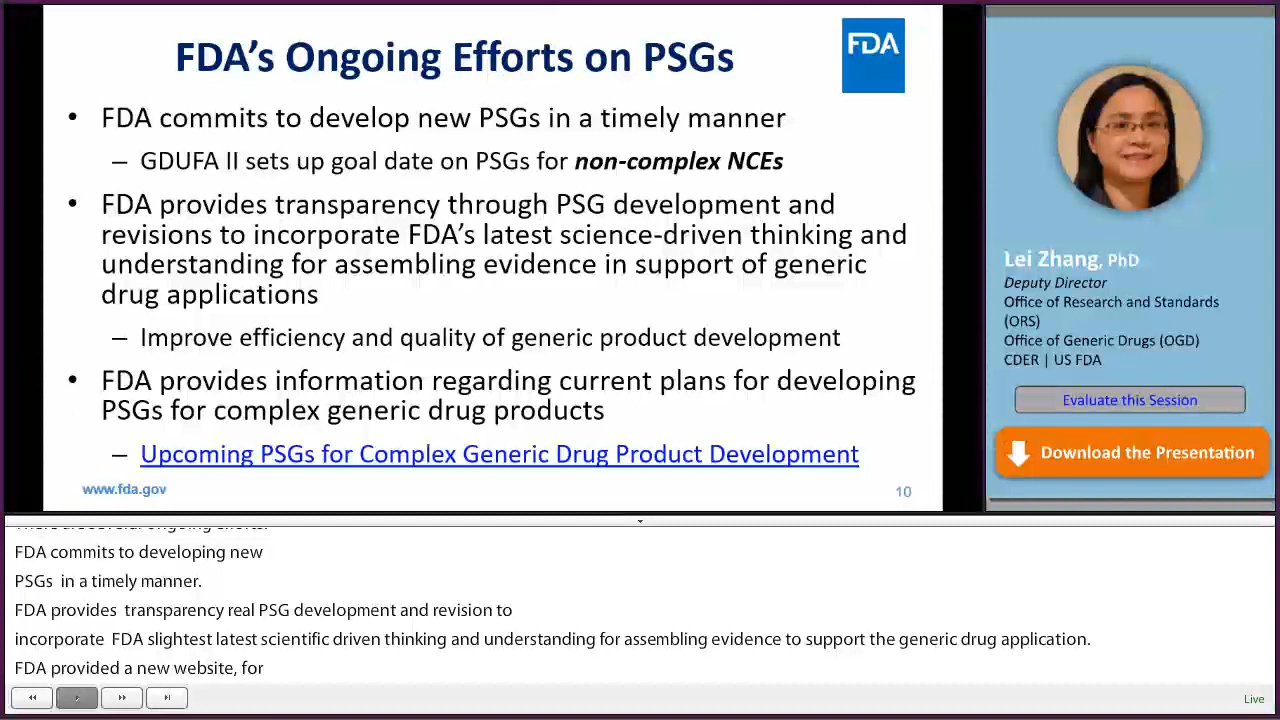 FDA's Ongoing Efforts on PSGs
FDA
• FDA commits to develop new PSGs in a timely manner
– GDUFA II sets up goal date on PSGs for non-complex NCEs
• FDA provides transparency through PSG development and
revisions to incorporate FDA's latest science-driven thinking and
understanding for assembling evidence in support of generic
drug applications
– Improve efficiency and quality of generic product development
• FDA provides information regarding current plans for developing
PSGs for complex generic drug products
– Upcoming PSGs for Complex Generic Drug Product Development
www.fda.gov
10
Lei Zhang, PhD
Deputy Director
Office of Research and Standards
(ORS)
Office of Generic Drugs (OGD)
CDER | US FDA
Evaluate this Session
Download the Presentation
FDA commits to developing new
PSGs in a timely manner.
FDA provides transparency real PSG development and revision to
incorporate FDA slightest latest scientific driven thinking and understanding for assembling evidence to support the generic drug application.
FDA provided a new website, for
Live